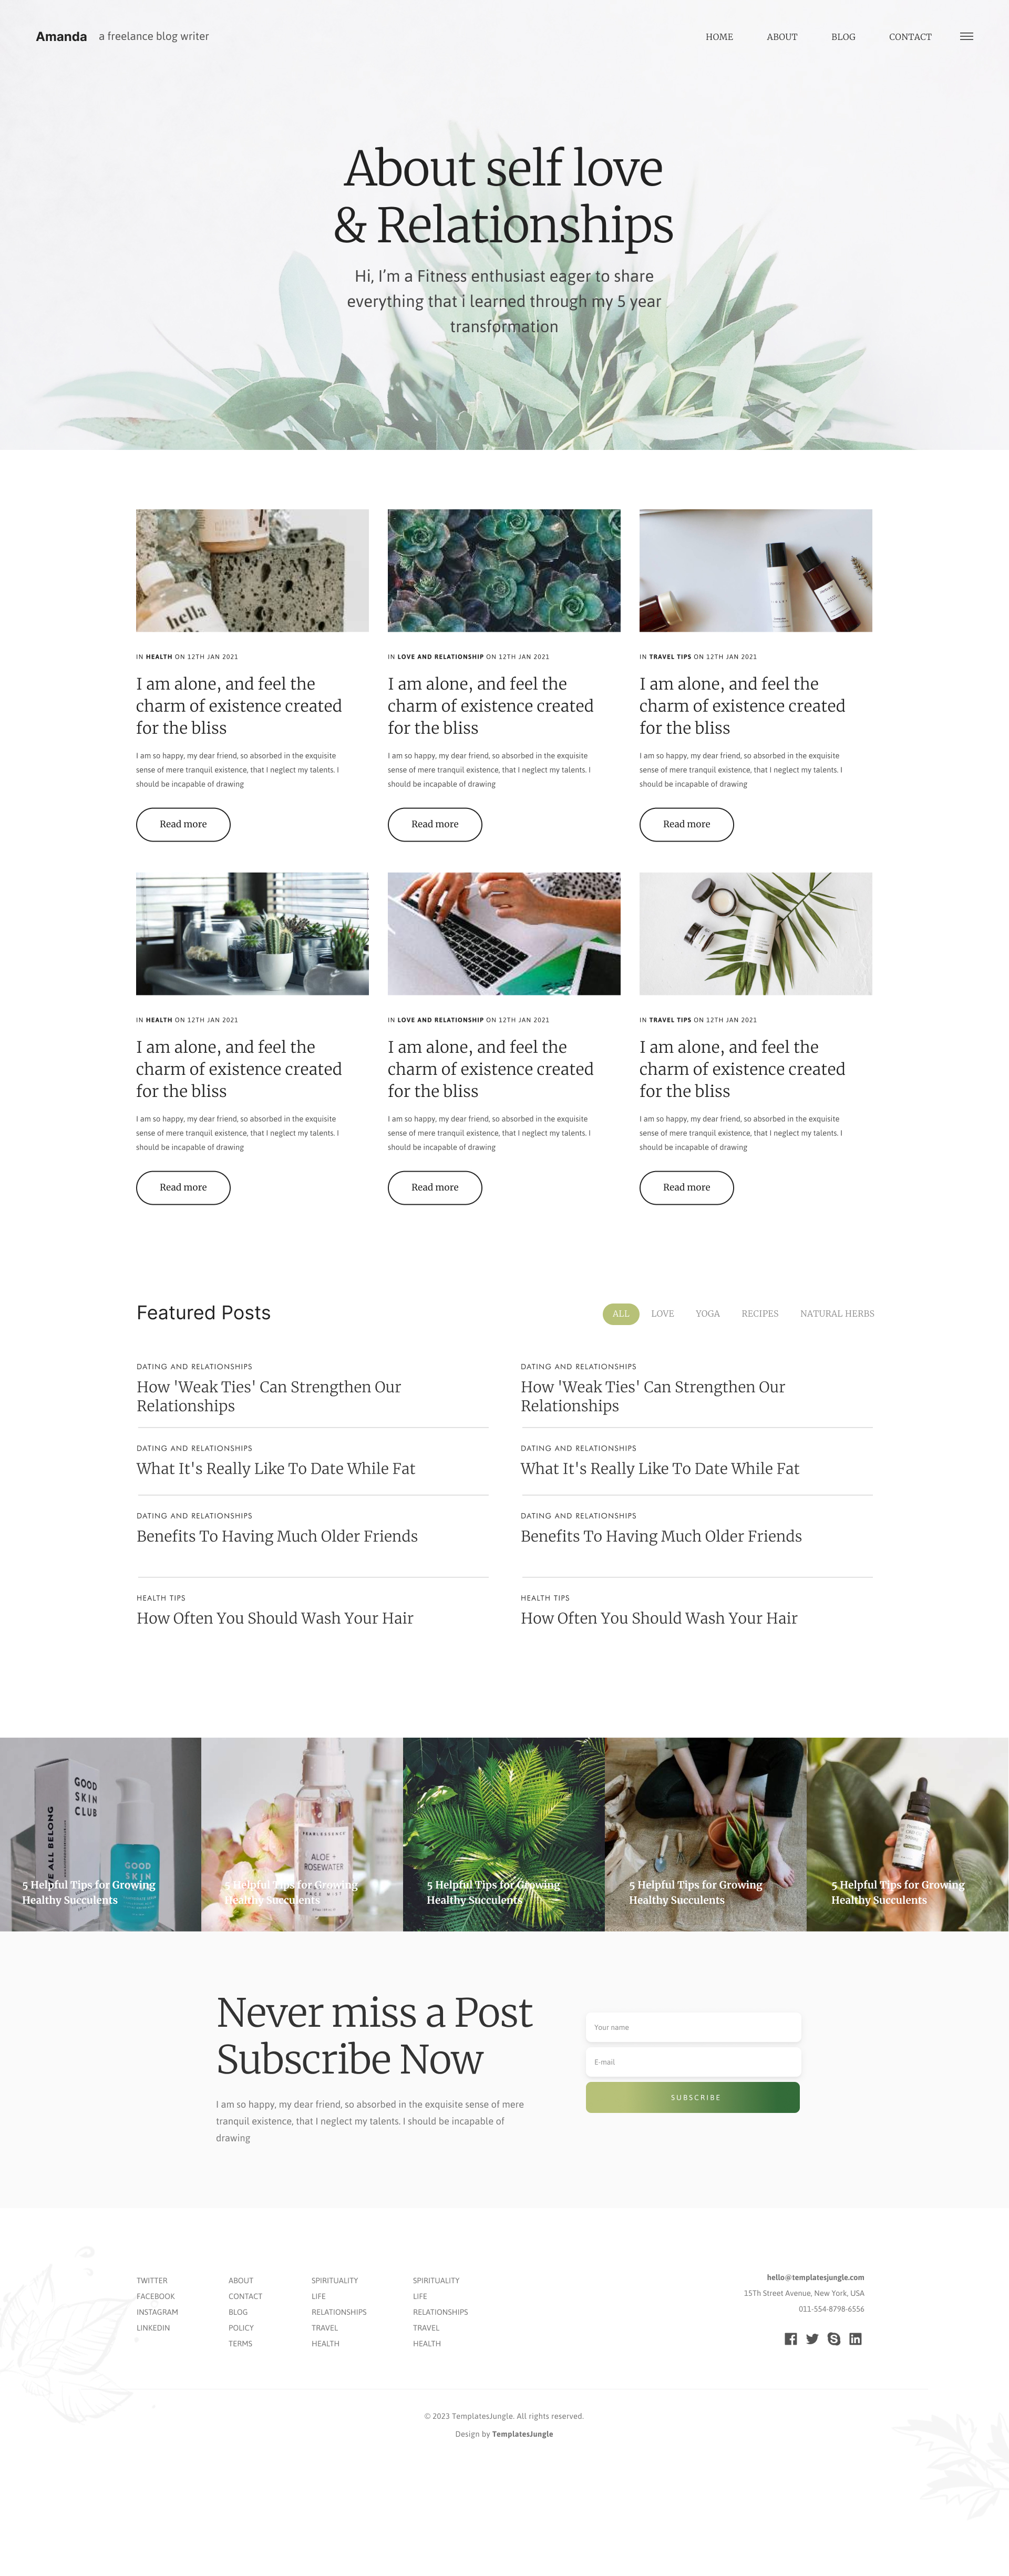 Amanda a freelance blog writer
HOME ABOUT BLOG CONTACT
About self love
& Relationships
Hi, I'm a Fitness enthusiast eager to share
everything that i learned through my 5 year
transformation
hella
IN HEALTH ON 12TH JAN 2021
I am alone, and feel the
charm of existence created
for the bliss
I am so happy, my dear friend, so absorbed in the exquisite
sense of mere tranquil existence, that I neglect my talents. I
should be incapable of drawing
Read more
IN LOVE AND RELATIONSHIP ON 12TH JAN 2021
I am alone, and feel the
charm of existence created
for the bliss
I am so happy, my dear friend, so absorbed in the exquisite
sense of mere tranquil existence, that I neglect my talents. I
should be incapable of drawing
Read more
IN TRAVEL TIPS ON 12TH JAN 2021
I am alone, and feel the
charm of existence created
for the bliss
I am so happy, my dear friend, so absorbed in the exquisite
sense of mere tranquil existence, that I neglect my talents. I
should be incapable of drawing
Read more
IN HEALTH ON 12TH JAN 2021
I am alone, and feel the
charm of existence created
for the bliss
I am so happy, my dear friend, so absorbed in the exquisite
sense of mere tranquil existence, that I neglect my talents. I
should be incapable of drawing
Read more
IN LOVE AND RELATIONSHIP ON 12TH JAN 2021
I am alone, and feel the
charm of existence created
for the bliss
I am so happy, my dear friend, so absorbed in the exquisite
sense of mere tranquil existence, that I neglect my talents. I
should be incapable of drawing
Read more
IN TRAVEL TIPS ON 12TH JAN 2021
I am alone, and feel the
charm of existence created
for the bliss
I am so happy, my dear friend, so absorbed in the exquisite
sense of mere tranquil existence, that I neglect my talents. I
should be incapable of drawing
Read more
Featured Posts
ALL LOVE YOGA RECIPES NATURAL HERBS
DATING AND RELATIONSHIPS
How 'Weak Ties' Can Strengthen Our
Relationships
DATING AND RELATIONSHIPS
What It's Really Like To Date While Fat
DATING AND RELATIONSHIPS
Benefits To Having Much Older Friends
HEALTH TIPS
How Often You Should Wash Your Hair
DATING AND RELATIONSHIPS
How 'Weak Ties' Can Strengthen Our
Relationships
DATING AND RELATIONSHIPS
What It's Really Like To Date While Fat
DATING AND RELATIONSHIPS
Benefits To Having Much Older Friends
HEALTH TIPS
How Often You Should Wash Your Hair
GOOD
SKIN
CLUB
ALL BELONG
GOOD
SKIN
5 Helpful Tips for Growing
Healthy Succulents
PEARLESSENCE
ALOE +
ROSEWATER
FACE MIST
5 Helpful Tips for Growing
Healthy Succulents
5 Helpful Tips for Growing
Healthy Succulents
5 Helpful Tips for Growing
Healthy Succulents
5 Helpful Tips for Growing
Healthy Succulents
Never miss a Post
Subscribe Now
I am so happy, my dear friend, so absorbed in the exquisite sense of mere
tranquil existence, that I neglect my talents. I should be incapable of
drawing
Your name
E-mail
SUBSCRIBE
TWITTER
FACEBOOK
INSTAGRAM
LINKEDIN
ABOUT
CONTACT
BLOG
POLICY
TERMS
SPIRITUALITY
LIFE
RELATIONSHIPS
TRAVEL
HEALTH
SPIRITUALITY
LIFE
RELATIONSHIPS
TRAVEL
HEALTH
hello@templatesjungle.com
15Th Street Avenue, New York, USA
011-554-8798-6556
© 2023 TemplatesJungle. All rights reserved.
Design by TemplatesJungle